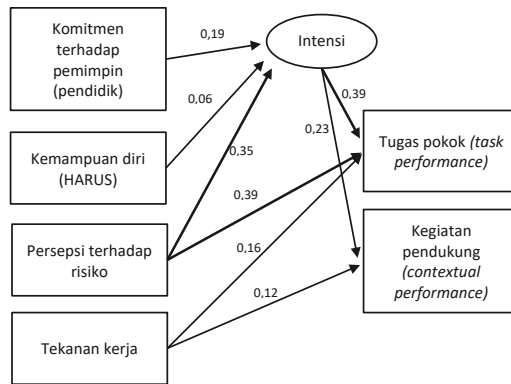 Komitmen
terhadap
pemimpin
(pendidik)
0,19
Intensi
0,06
0,39
Kemampuan diri
(HARUS)
0,35
0,23
Tugas pokok (task
performance)
0,39
Persepsi terhadap
risiko
0,16
Kegiatan
pendukung
(contextual
performance)
0,12
Tekanan kerja